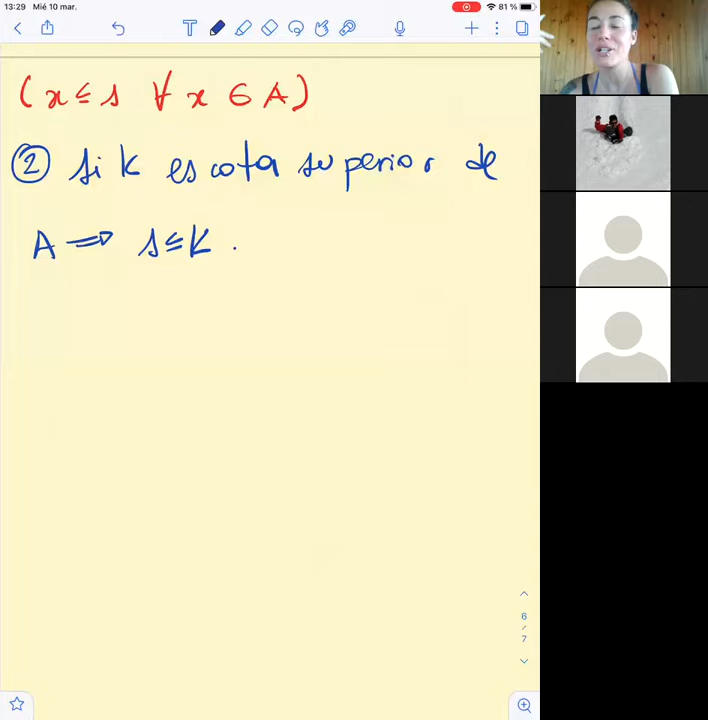 13:29 Mié 10 mar.
81 %
T
(x ≤ s ∀ x ∈ A)
② si k es cota superior de
A ⟹ s ≤ k .
6
/
7